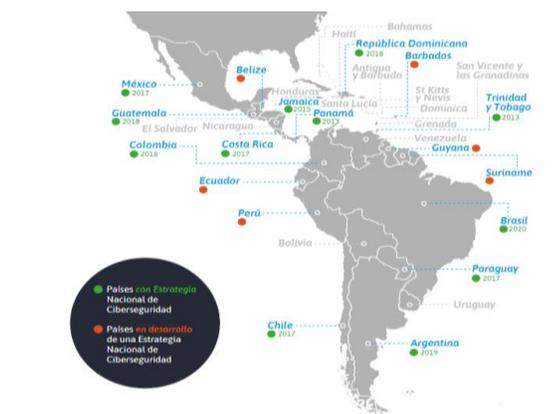 Bahamas
Haití
República Dominicana
2018
Barbados
Antigua
y Barbuda
San Vicente y
las Granadinas
Belize
México
2017
Honduras
Jamaica
2015
Santa Lucía
St Kitts
y Nevis
Dominica
Trinidad
y Tobago
2013
Guatemala
2018
Panamá
2013
El Salvador
Nicaragua
Grenada
Venezuela
Colombia
2016
Costa Rica
2017
Guyana
Suriname
Ecuador
Perú
Brasil
2020
Bolivia
Paraguay
2017
Uruguay
Chile
2017
Argentina
2019
Países con Estrategia
Nacional de
Ciberseguridad
Países en desarrollo
de una Estrategia
Nacional de
Ciberseguridad